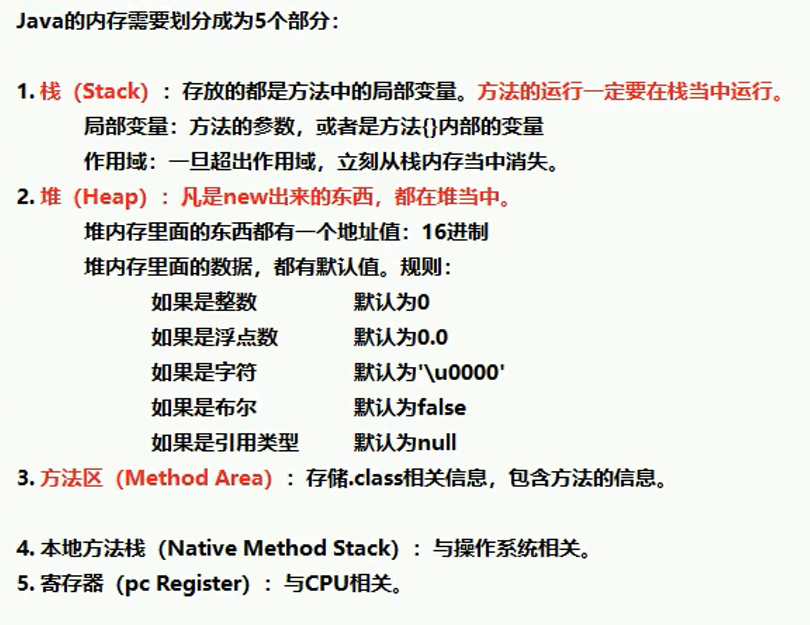 Java的内存需要划分成为5个部分：
1. 栈（Stack）：存放的都是方法中的局部变量。方法的运行一定要在栈当中运行。
局部变量：方法的参数，或者是方法{}内部的变量
作用域：一旦超出作用域，立刻从栈内存当中消失。
2. 堆（Heap）：凡是new出来的东西，都在堆当中。
堆内存里面的东西都有一个地址值：16进制
堆内存里面的数据，都有默认值。规则：
如果是整数 默认为0
如果是浮点数 默认为0.0
如果是字符 默认为'\u0000'
如果是布尔 默认为false
如果是引用类型 默认为null
3. 方法区（Method Area）：存储.class相关信息，包含方法的信息。
4. 本地方法栈（Native Method Stack）：与操作系统相关。
5. 寄存器（pc Register）：与CPU相关。